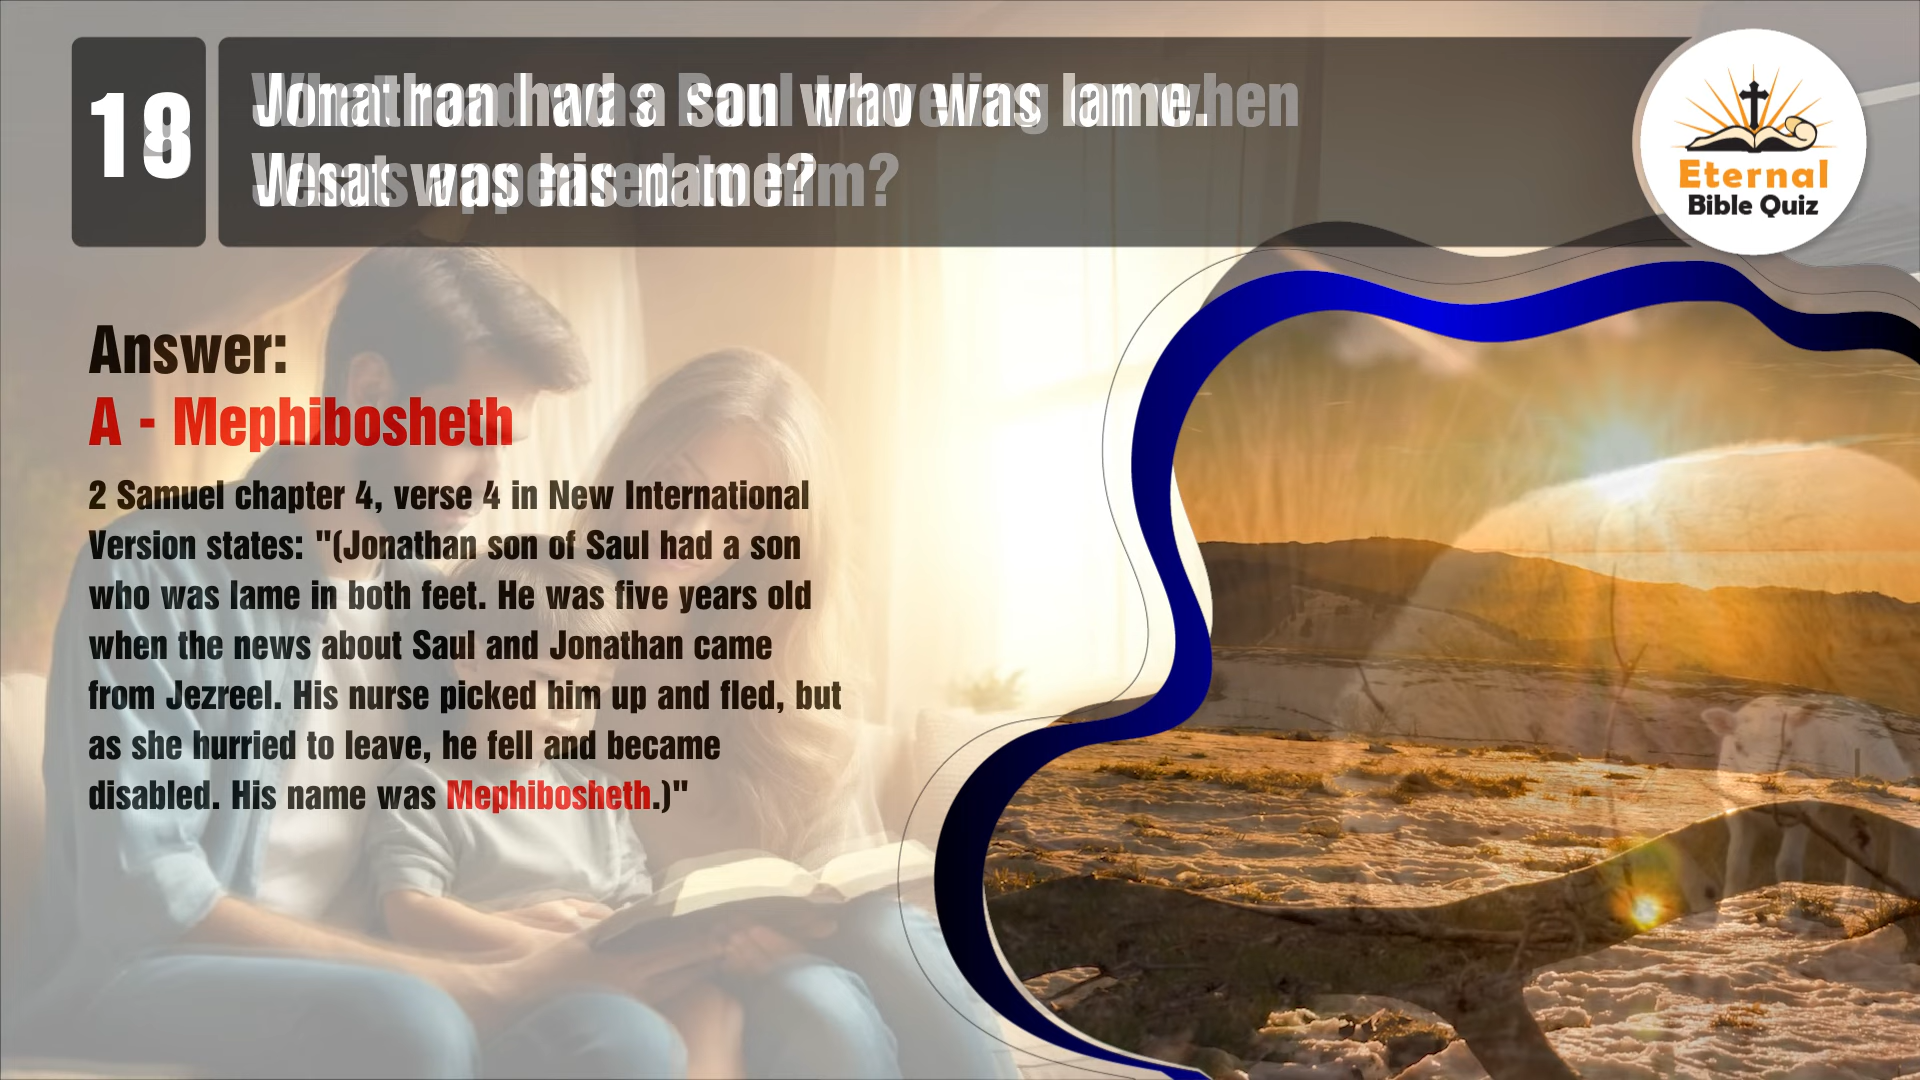 18
Jonathan had a son who was lame.
What was his name?
Eternal
Bible Quiz
Answer:
A - Mephibosheth
2 Samuel chapter 4, verse 4 in New International
Version states: "(Jonathan son of Saul had a son
who was lame in both feet. He was five years old
when the news about Saul and Jonathan came
from Jezreel. His nurse picked him up and fled, but
as she hurried to leave, he fell and became
disabled. His name was Mephibosheth.)"